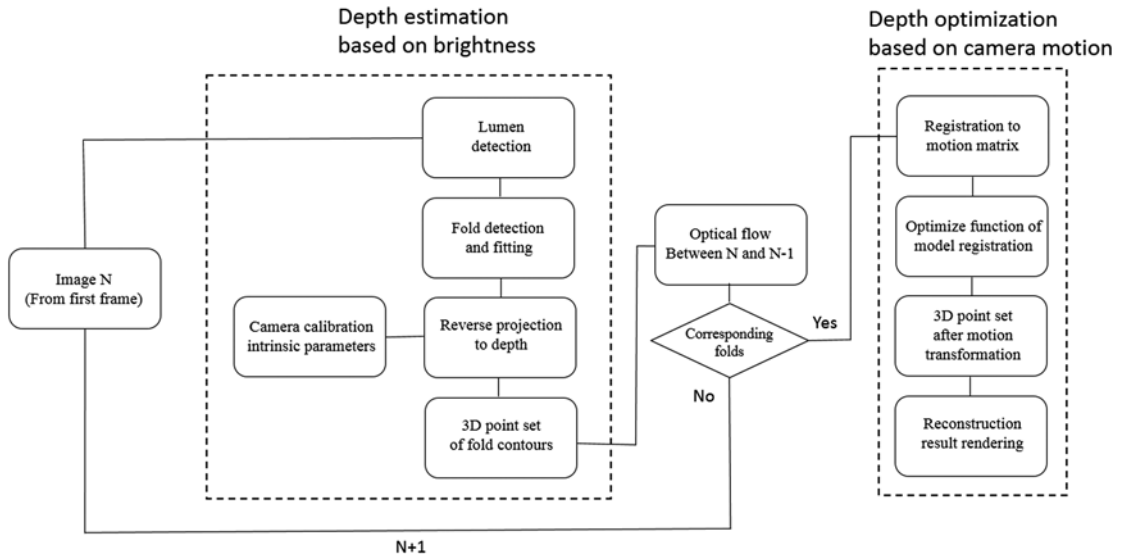 Depth estimation
based on brightness
Depth optimization
based on camera motion
Lumen
detection
Registration to
motion matrix
Fold detection
and fitting
Optical flow
Between N and N-1
Optimize function of
model registration
Image N
(From first frame)
Camera calibration
intrinsic parameters
Reverse projection
to depth
Corresponding
folds
Yes
3D point set
after motion
transformation
No
3D point set
of fold contours
Reconstruction
result rendering
N+1